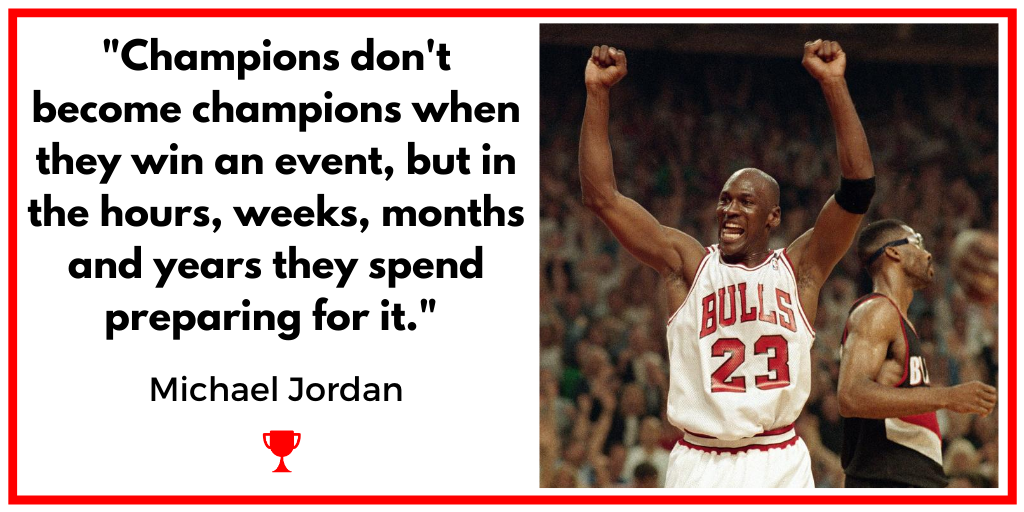 "Champions don't
become champions when
they win an event, but in
the hours, weeks, months
and years they spend
preparing for it."
Michael Jordan
BULLS
23